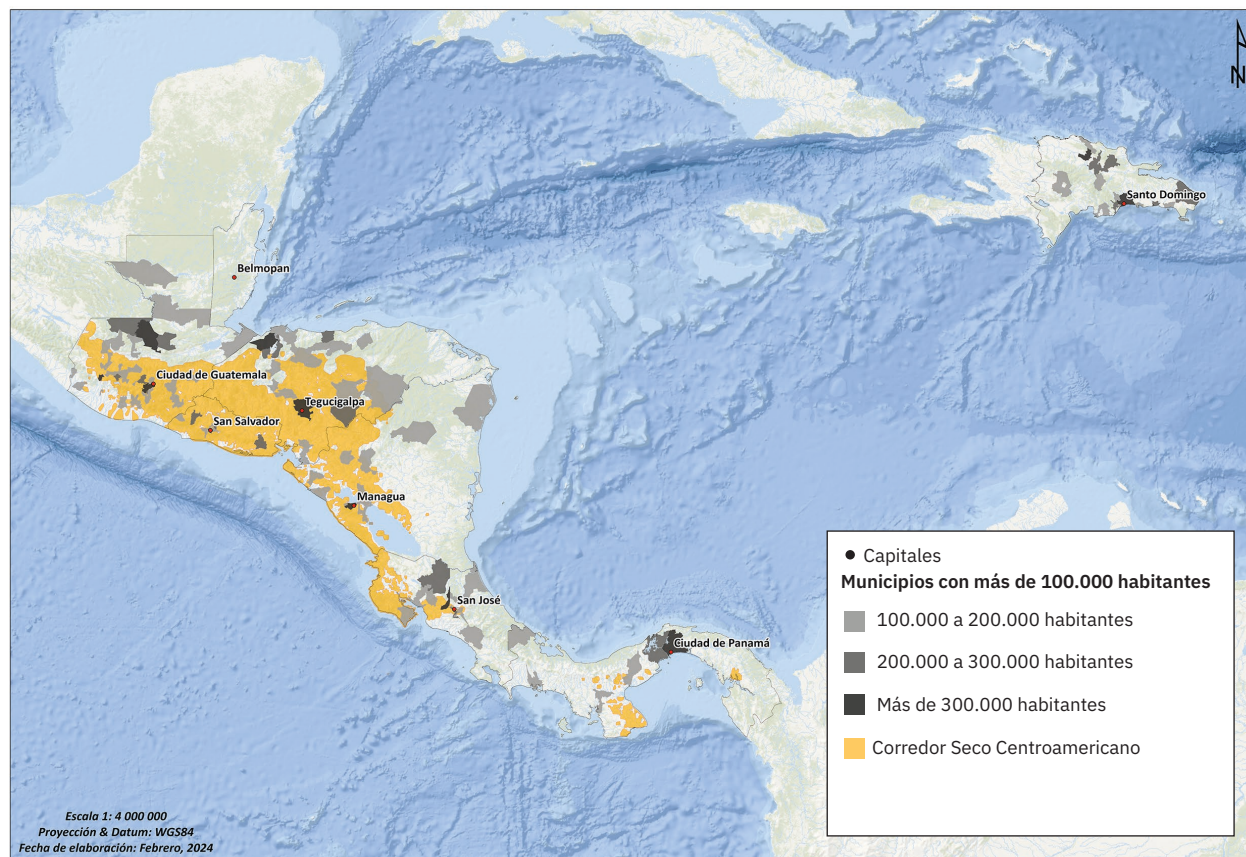 N
Santo Domingo
Belmopan
Ciudad de Guatemala
Tegucigalpa
San Salvador
Managua
San José
Ciudad de Panamá
Capitales
Municipios con más de 100.000 habitantes
100.000 a 200.000 habitantes
200.000 a 300.000 habitantes
Más de 300.000 habitantes
Corredor Seco Centroamericano
Escala 1: 4 000 000
Proyección & Datum: WGS84
Fecha de elaboración: Febrero, 2024